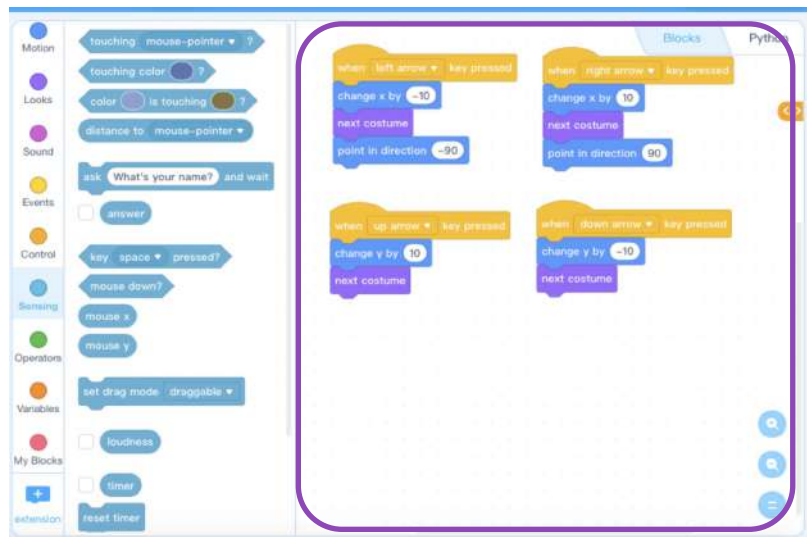 Motion
Looks
Sound
Events
Control
Sensing
Operators
Variables
My Blocks
extension
touching mouse-pointer ?
touching color ?
color is touching ?
distance to mouse-pointer
ask What's your name? and wait
answer
key space pressed?
mouse down?
mouse x
mouse y
set drag mode draggable
loudness
timer
reset timer
Blocks Python
when left arrow key pressed
change x by -10
next costume
point in direction -90
when right arrow key pressed
change x by 10
next costume
point in direction 90
when up arrow key pressed
change y by 10
next costume
when down arrow key pressed
change y by -10
next costume